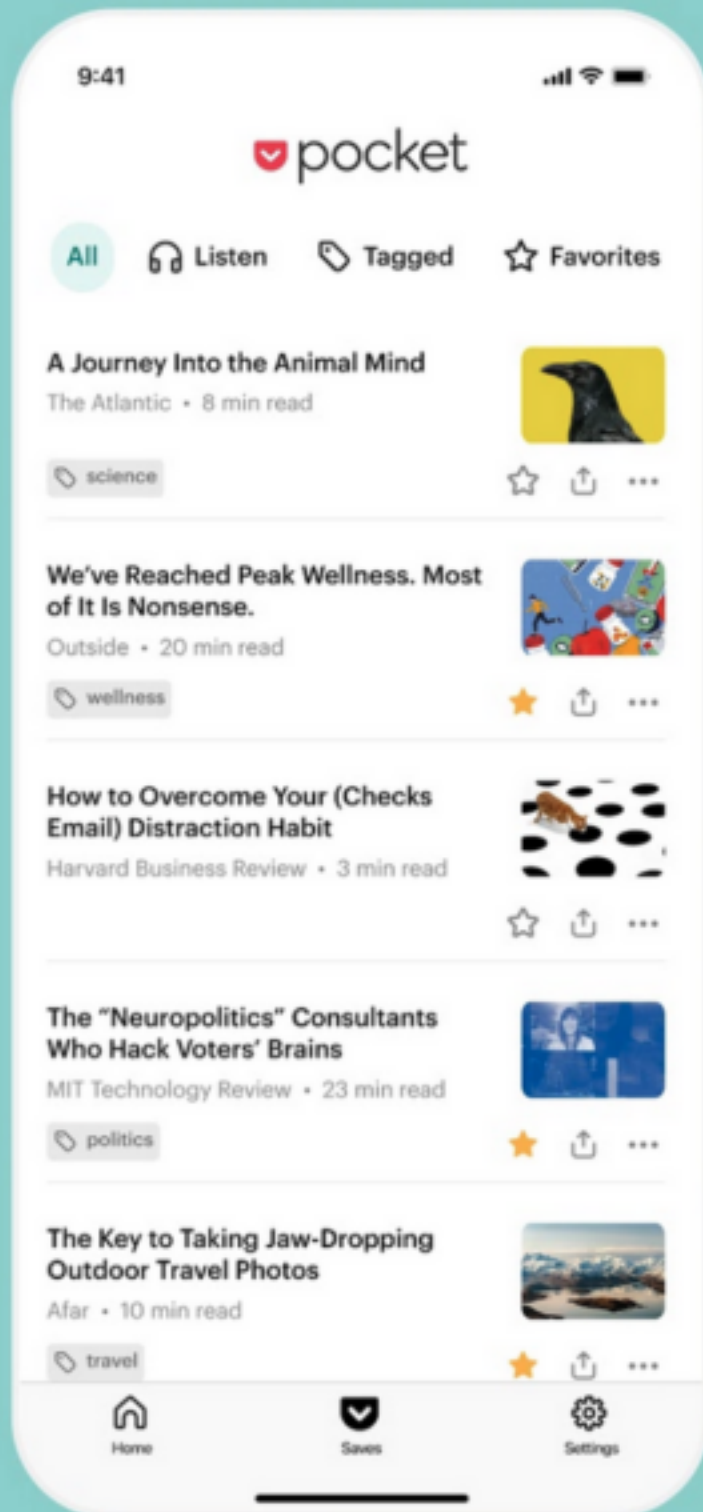 9:41
pocket
All Listen Tagged Favorites
A Journey Into the Animal Mind
The Atlantic • 8 min read
science
We’ve Reached Peak Wellness. Most
of It Is Nonsense.
Outside • 20 min read
wellness
How to Overcome Your (Checks
Email) Distraction Habit
Harvard Business Review • 3 min read
The “Neuropolitics” Consultants
Who Hack Voters’ Brains
MIT Technology Review • 23 min read
politics
The Key to Taking Jaw-Dropping
Outdoor Travel Photos
Afar • 10 min read
travel
Home Saves Settings